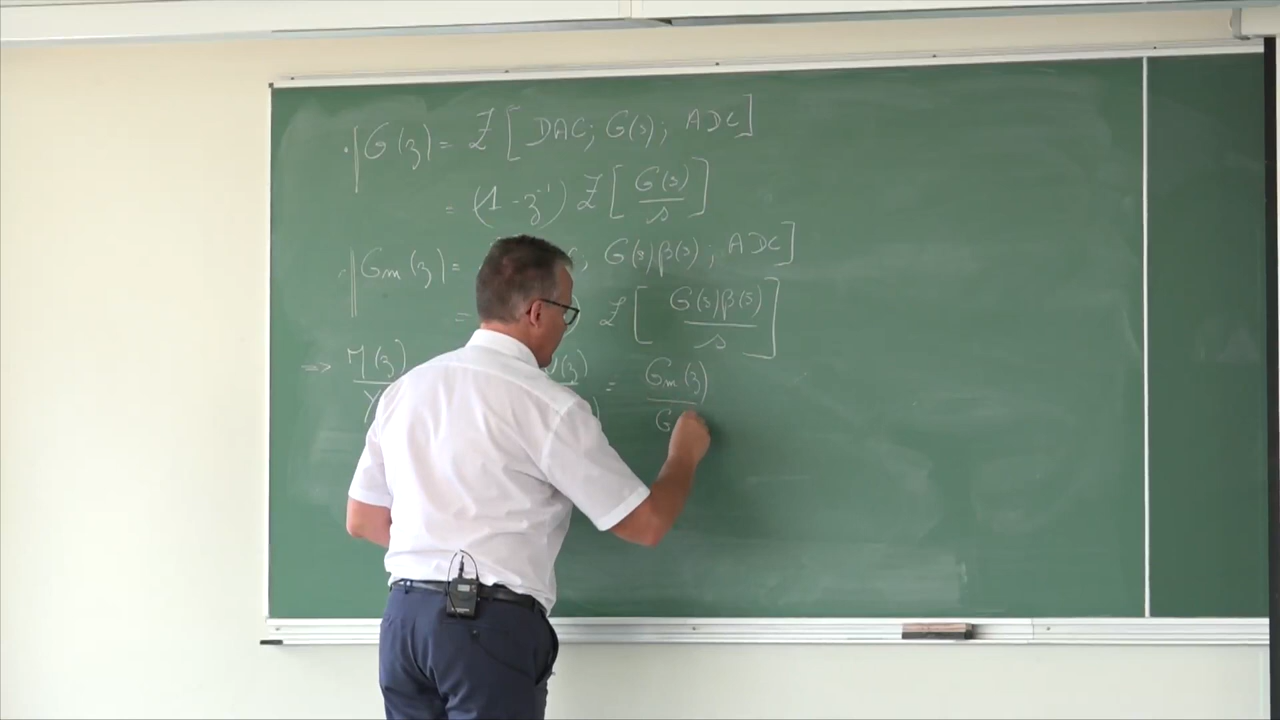 G(z) = Z [ DAC; G(s); ADC ]
= (1 - z⁻¹) Z [ G(s) / s ]
Gm(z) = C; G(s)β(s); ADC ]
= ) Z [ G(s)β(s) / s ]
=> M(z) / Y (z) / ) = Gm(z) / G